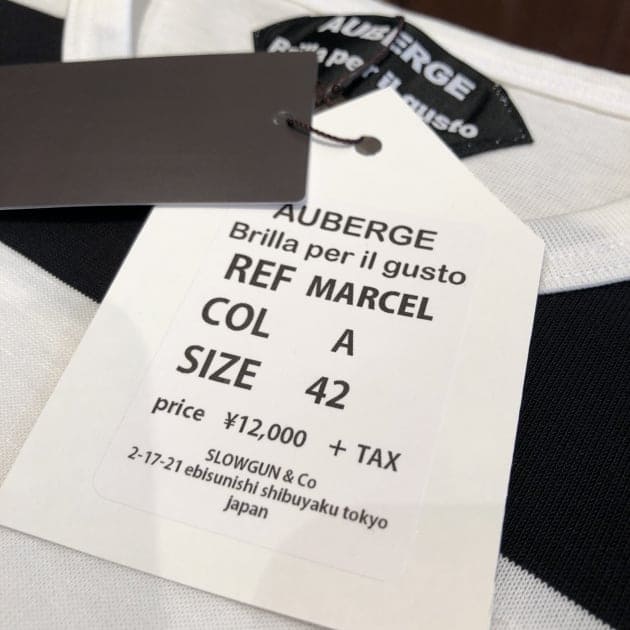 AUBERGE
Brilla per il gusto
AUBERGE
Brilla per il gusto
REF MARCEL
COL A
SIZE 42
price ¥12,000 + TAX
SLOWGUN & Co
2-17-21 ebisunishi shibuyaku tokyo
japan